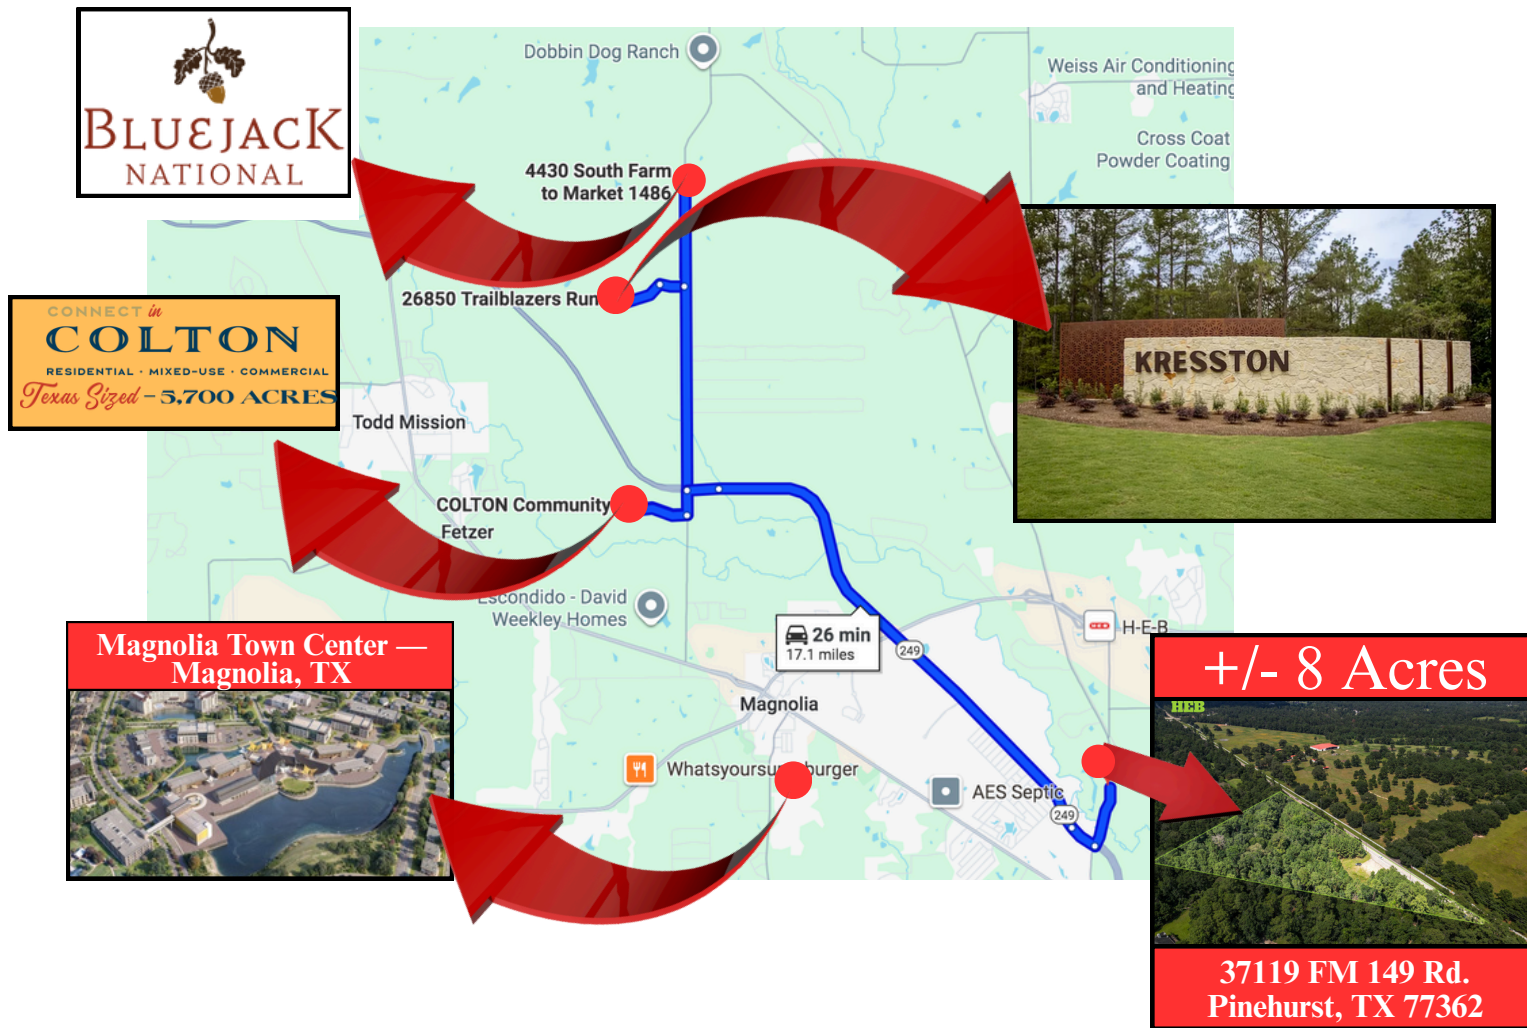 BLUEJACK
NATIONAL
Dobbin Dog Ranch
Weiss Air Conditioning
and Heating
Cross Coat
Powder Coating
4430 South Farm
to Market 1486
26850 Trailblazers Run
KRESSTON
CONNECT in
COLTON
RESIDENTIAL · MIXED-USE · COMMERCIAL
Texas Sized - 5,700 ACRES
Todd Mission
COLTON Community
Fetzer
Escondido - David
Weekley Homes
26 min
17.1 miles
249
H-E-B
Magnolia Town Center —
Magnolia, TX
Magnolia
Whatsyoursu burger
AES Septic
249
+/- 8 Acres
HEB
37119 FM 149 Rd.
Pinehurst, TX 77362